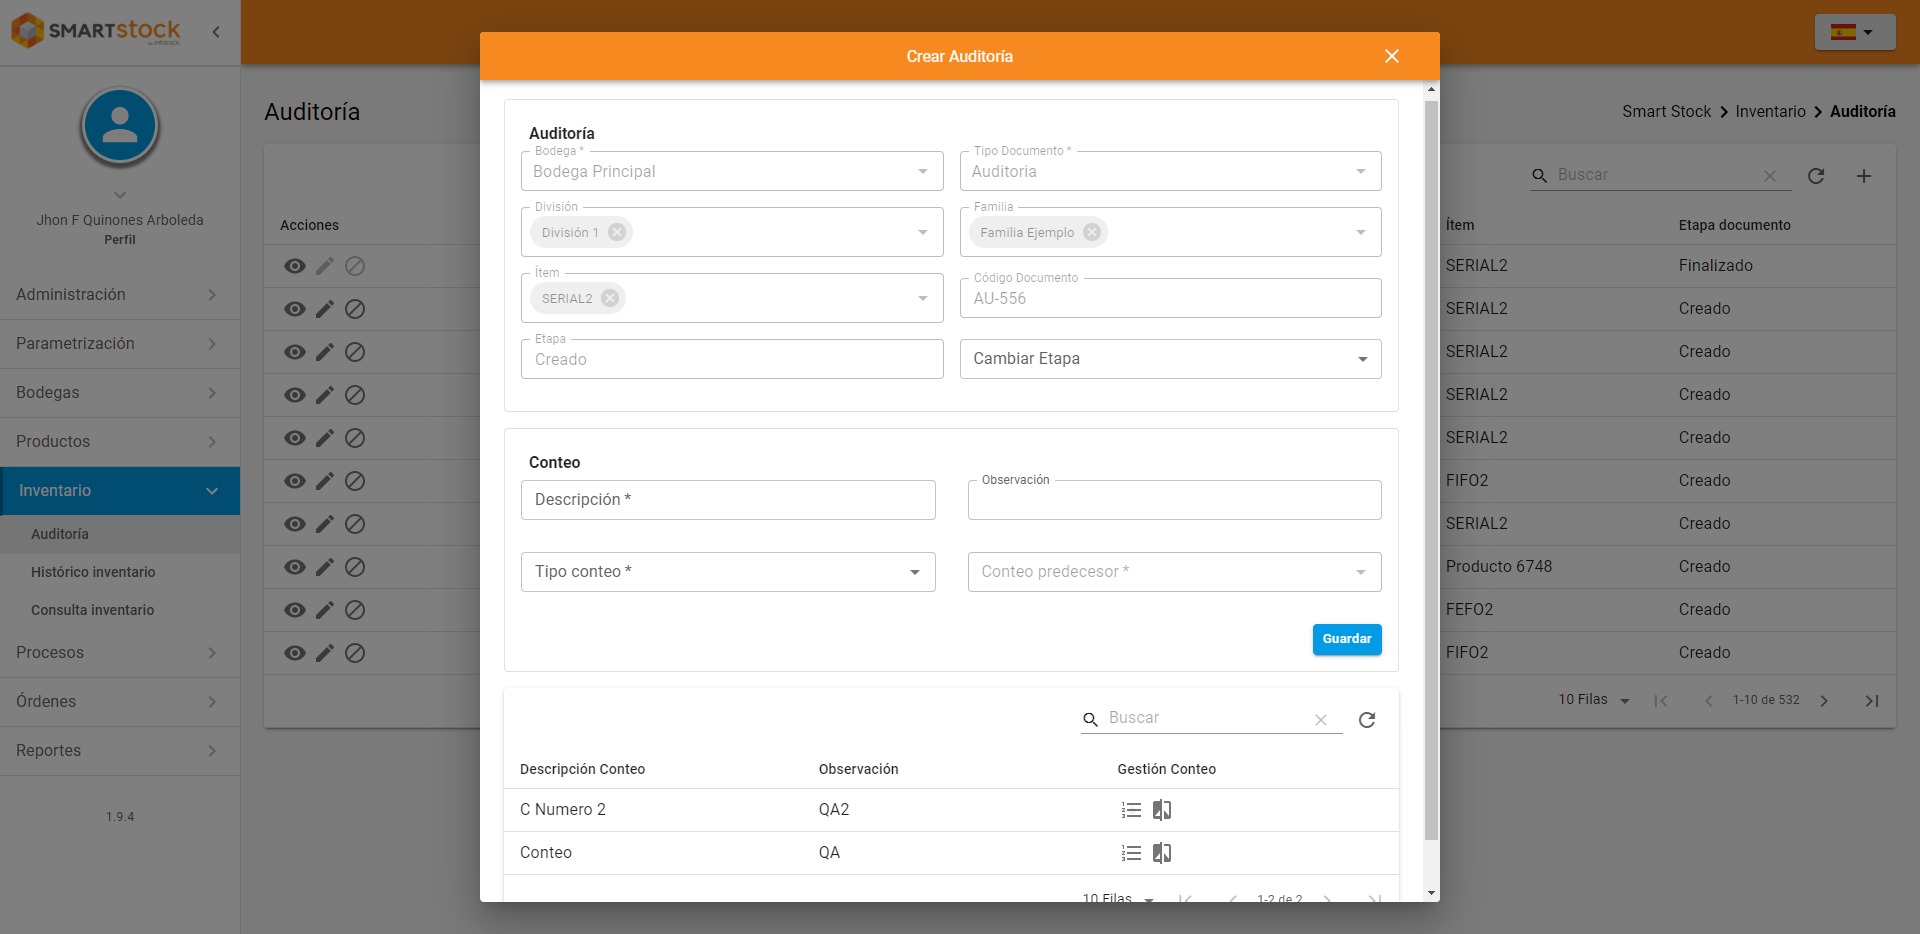 SMARTSTOCK
by infotrack
Jhon F Quinones Arboleda
Perfil
Administración
Parametrización
Bodegas
Productos
Inventario
Auditoría
Histórico inventario
Consulta inventario
Procesos
Órdenes
Reportes
1.9.4
Auditoría
Smart Stock Inventario Auditoría
Buscar
Acciones
Ítem Etapa documento
SERIAL2 Finalizado
SERIAL2 Creado
SERIAL2 Creado
SERIAL2 Creado
SERIAL2 Creado
FIFO2 Creado
SERIAL2 Creado
Producto 6748 Creado
FEFO2 Creado
FIFO2 Creado
10 Filas 1-10 de 532
Crear Auditoría
Auditoría
Bodega * Tipo Documento *
Bodega Principal Auditoria
División Familia
División 1 Familia Ejemplo
Ítem Código Documento
SERIAL2 AU-556
Etapa
Creado Cambiar Etapa
Conteo
Observación
Descripción *
Tipo conteo * Conteo predecesor *
Guardar
Buscar
Descripción Conteo Observación Gestión Conteo
C Numero 2 QA2
Conteo QA
10 Filas 1-2 de 2